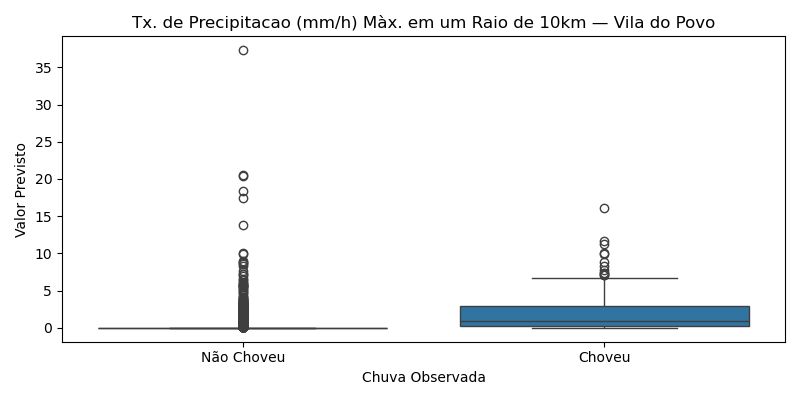 Tx. de Precipitacao (mm/h) Màx. em um Raio de 10km — Vila do Povo
35
30
25
20
15
10
5
0
Valor Previsto
Não Choveu
Choveu
Chuva Observada